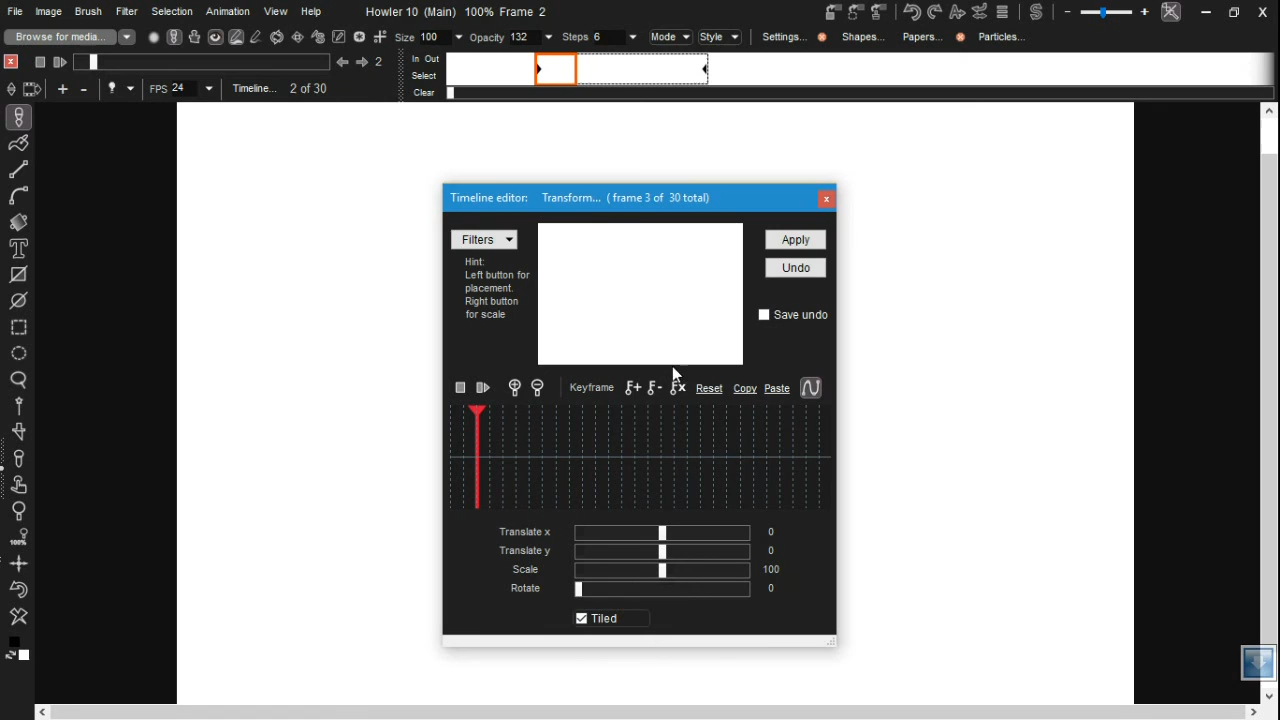 File Image Brush Filter Selection Animation View Help Howler 10 (Main) 100% Frame 2
Browse for media... Size 100 Opacity 132 Steps 6 Mode Style Settings... Shapes... Papers... Particles...
2 In Out
Select
FPS 24 Timeline... 2 of 30 Clear
Timeline editor: Transform... ( frame 3 of 30 total)
Filters Apply
Hint:
Left button for
placement.
Right button
for scale
Undo
Save undo
Keyframe Reset Copy Paste
Translate x 0
Translate y 0
Scale 100
Rotate 0
Tiled
100%